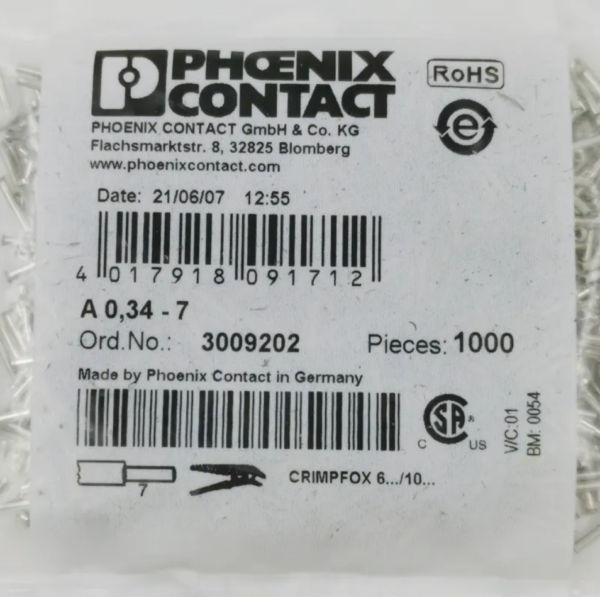 PHŒNIX
CONTACT
RoHS
e
PHOENIX CONTACT GmbH & Co. KG
Flachsmarktstr. 8, 32825 Blomberg
www.phoenixcontact.com
Date: 21/06/07 12:55
4 017918 091712
A 0,34 - 7
Ord.No.: 3009202 Pieces: 1000
Made by Phoenix Contact in Germany
C SA® US
V/C:01
BM: 0054
7
CRIMPFOX 6.../10...